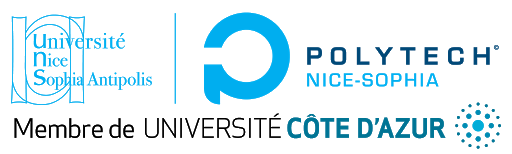 Université
Nice
Sophia Antipolis
POLYTECH®
NICE-SOPHIA
Membre de UNIVERSITÉ CÔTE D'AZUR